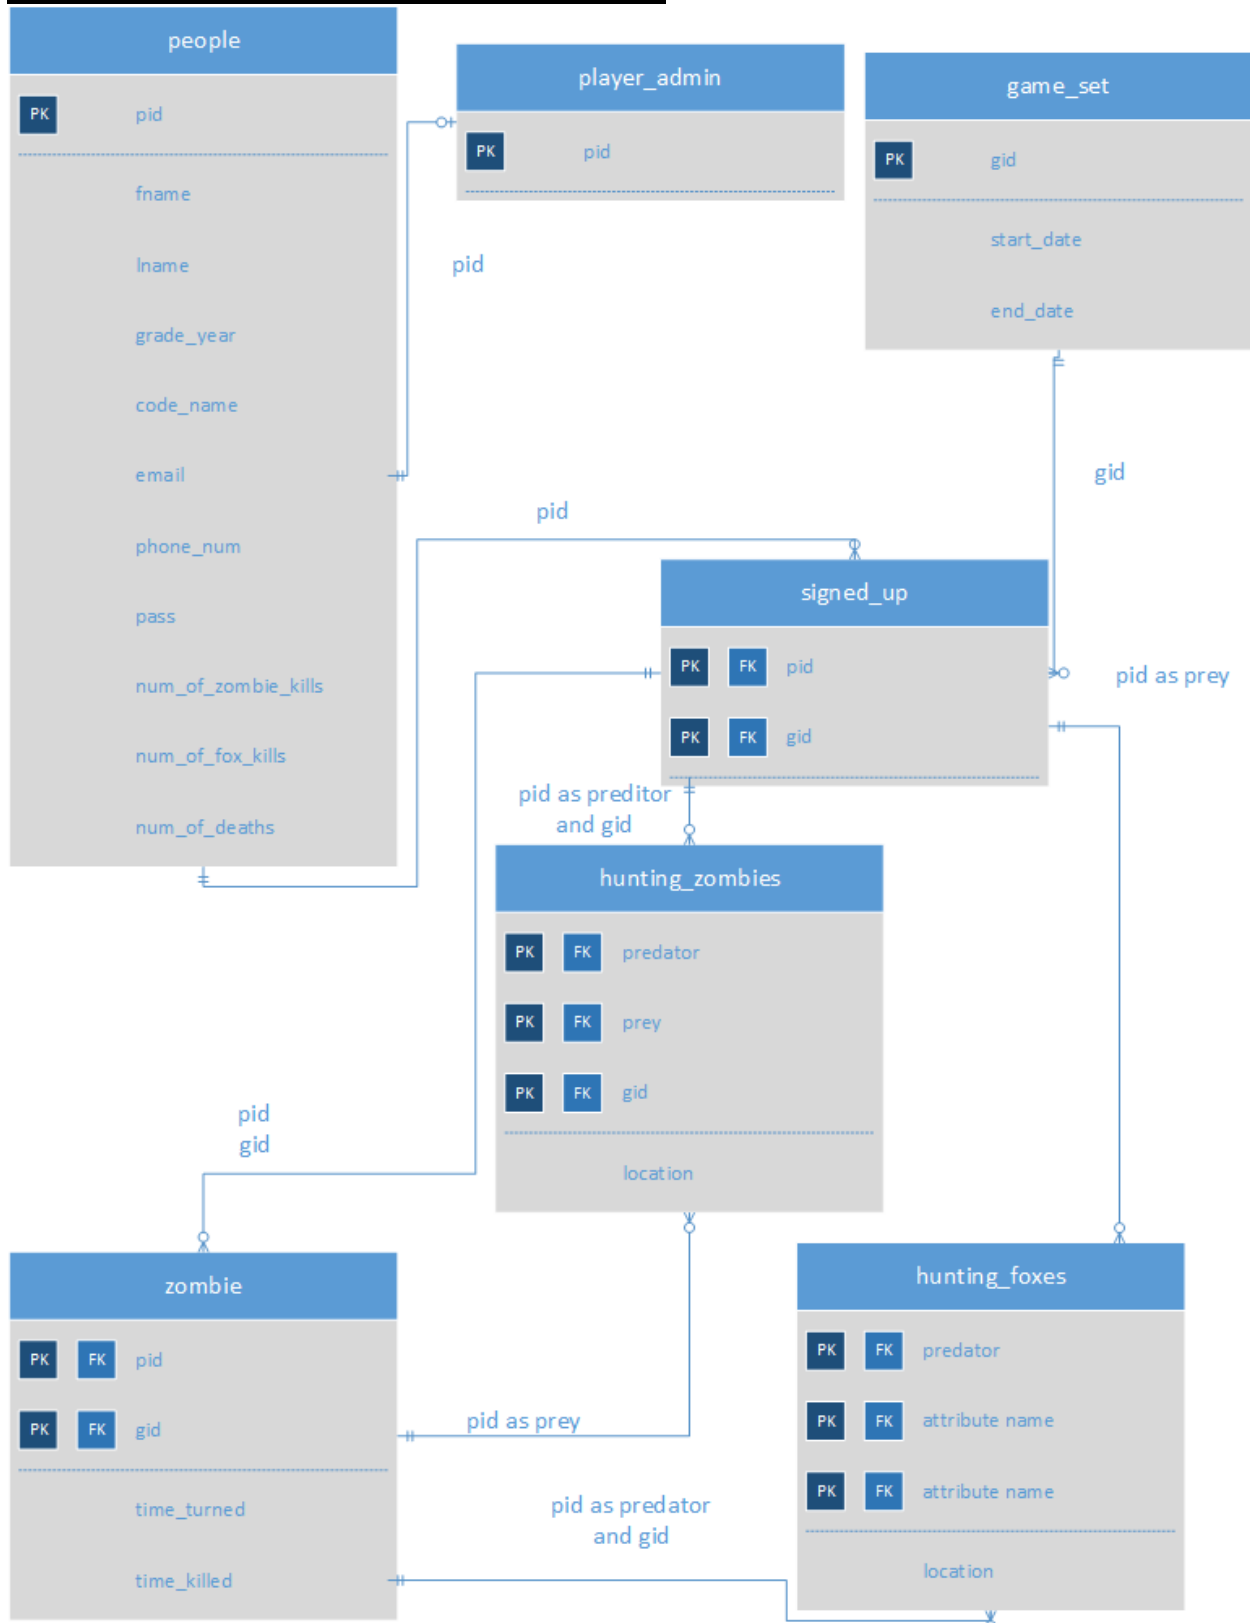 people
PK pid
fname
lname
grade_year
code_name
email
phone_num
pass
num_of_zombie_kills
num_of_fox_kills
num_of_deaths
player_admin
PK pid
game_set
PK gid
start_date
end_date
pid
gid
pid
signed_up
PK FK pid
PK FK gid
pid as prey
pid as preditor
and gid
hunting_zombies
PK FK predator
PK FK prey
PK FK gid
location
pid
gid
zombie
PK FK pid
PK FK gid
time_turned
time_killed
pid as prey
pid as predator
and gid
hunting_foxes
PK FK predator
PK FK attribute name
PK FK attribute name
location